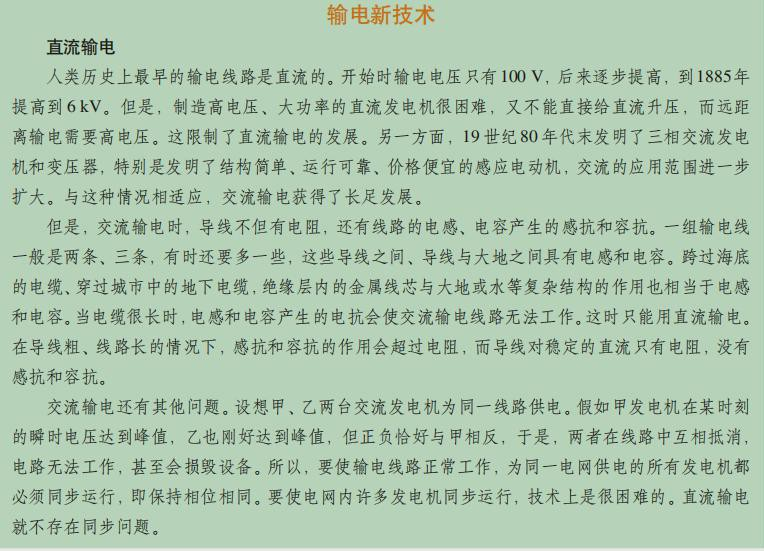 输电新技术
直流输电
人类历史上最早的输电线路是直流的。开始时输电电压只有100 V，后来逐步提高，到1885年
提高到6 kV。但是，制造高电压、大功率的直流发电机很困难，又不能直接给直流升压，而远距
离输电需要高电压。这限制了直流输电的发展。另一方面，19世纪80年代末发明了三相交流发电
机和变压器，特别是发明了结构简单、运行可靠、价格便宜的感应电动机，交流的应用范围进一步
扩大。与这种情况相适应，交流输电获得了长足发展。
但是，交流输电时，导线不但有电阻，还有线路的电感、电容产生的感抗和容抗。一组输电线
一般是两条、三条，有时还要多一些，这些导线之间、导线与大地之间具有电感和电容。跨过海底
的电缆、穿过城市中的地下电缆，绝缘层内的金属线芯与大地或水等复杂结构的作用也相当于电感
和电容。当电缆很长时，电感和电容产生的电抗会使交流输电线路无法工作。这时只能用直流输电。
在导线粗、线路长的情况下，感抗和容抗的作用会超过电阻，而导线对稳定的直流只有电阻，没有
感抗和容抗。
交流输电还有其他问题。设想甲、乙两台交流发电机为同一线路供电。假如甲发电机在某时刻
的瞬时电压达到峰值，乙也刚好达到峰值，但正负恰好与甲相反，于是，两者在线路中互相抵消，
电路无法工作，甚至会损毁设备。所以，要使输电线路正常工作，为同一电网供电的所有发电机都
必须同步运行，即保持相位相同。要使电网内许多发电机同步运行，技术上是很困难的。直流输电
就不存在同步问题。